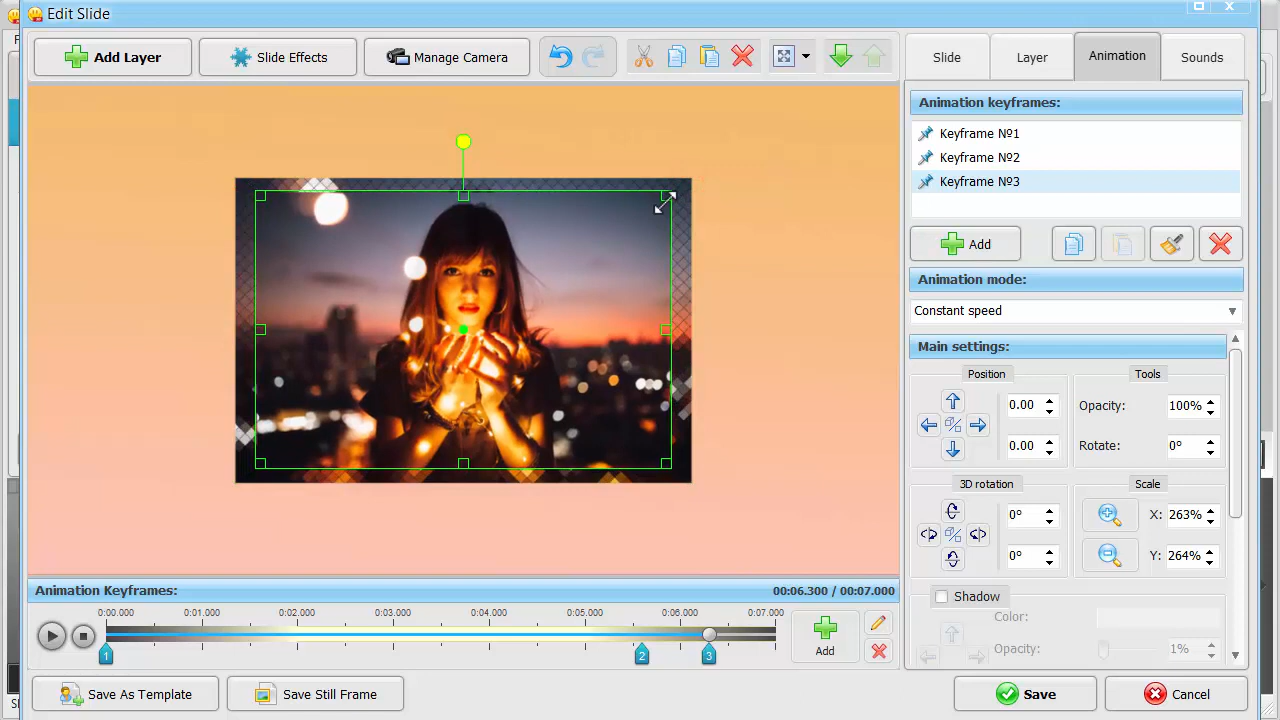 Edit Slide
Add Layer
Slide Effects
Manage Camera
Slide
Layer
Animation
Sounds
Animation keyframes:
Keyframe №1
Keyframe №2
Keyframe №3
Add
Animation mode:
Constant speed
Main settings:
Position
Tools
0.00
Opacity:
100%
0.00
Rotate:
0°
3D rotation
Scale
0°
X:
263%
0°
Y:
264%
Shadow
Color:
Opacity:
1%
Animation Keyframes:
00:06.300 / 00:07.000
0:00.000
0:01.000
0:02.000
0:03.000
0:04.000
0:05.000
0:06.000
0:07.000
1
2
3
Add
Save As Template
Save Still Frame
Save
Cancel